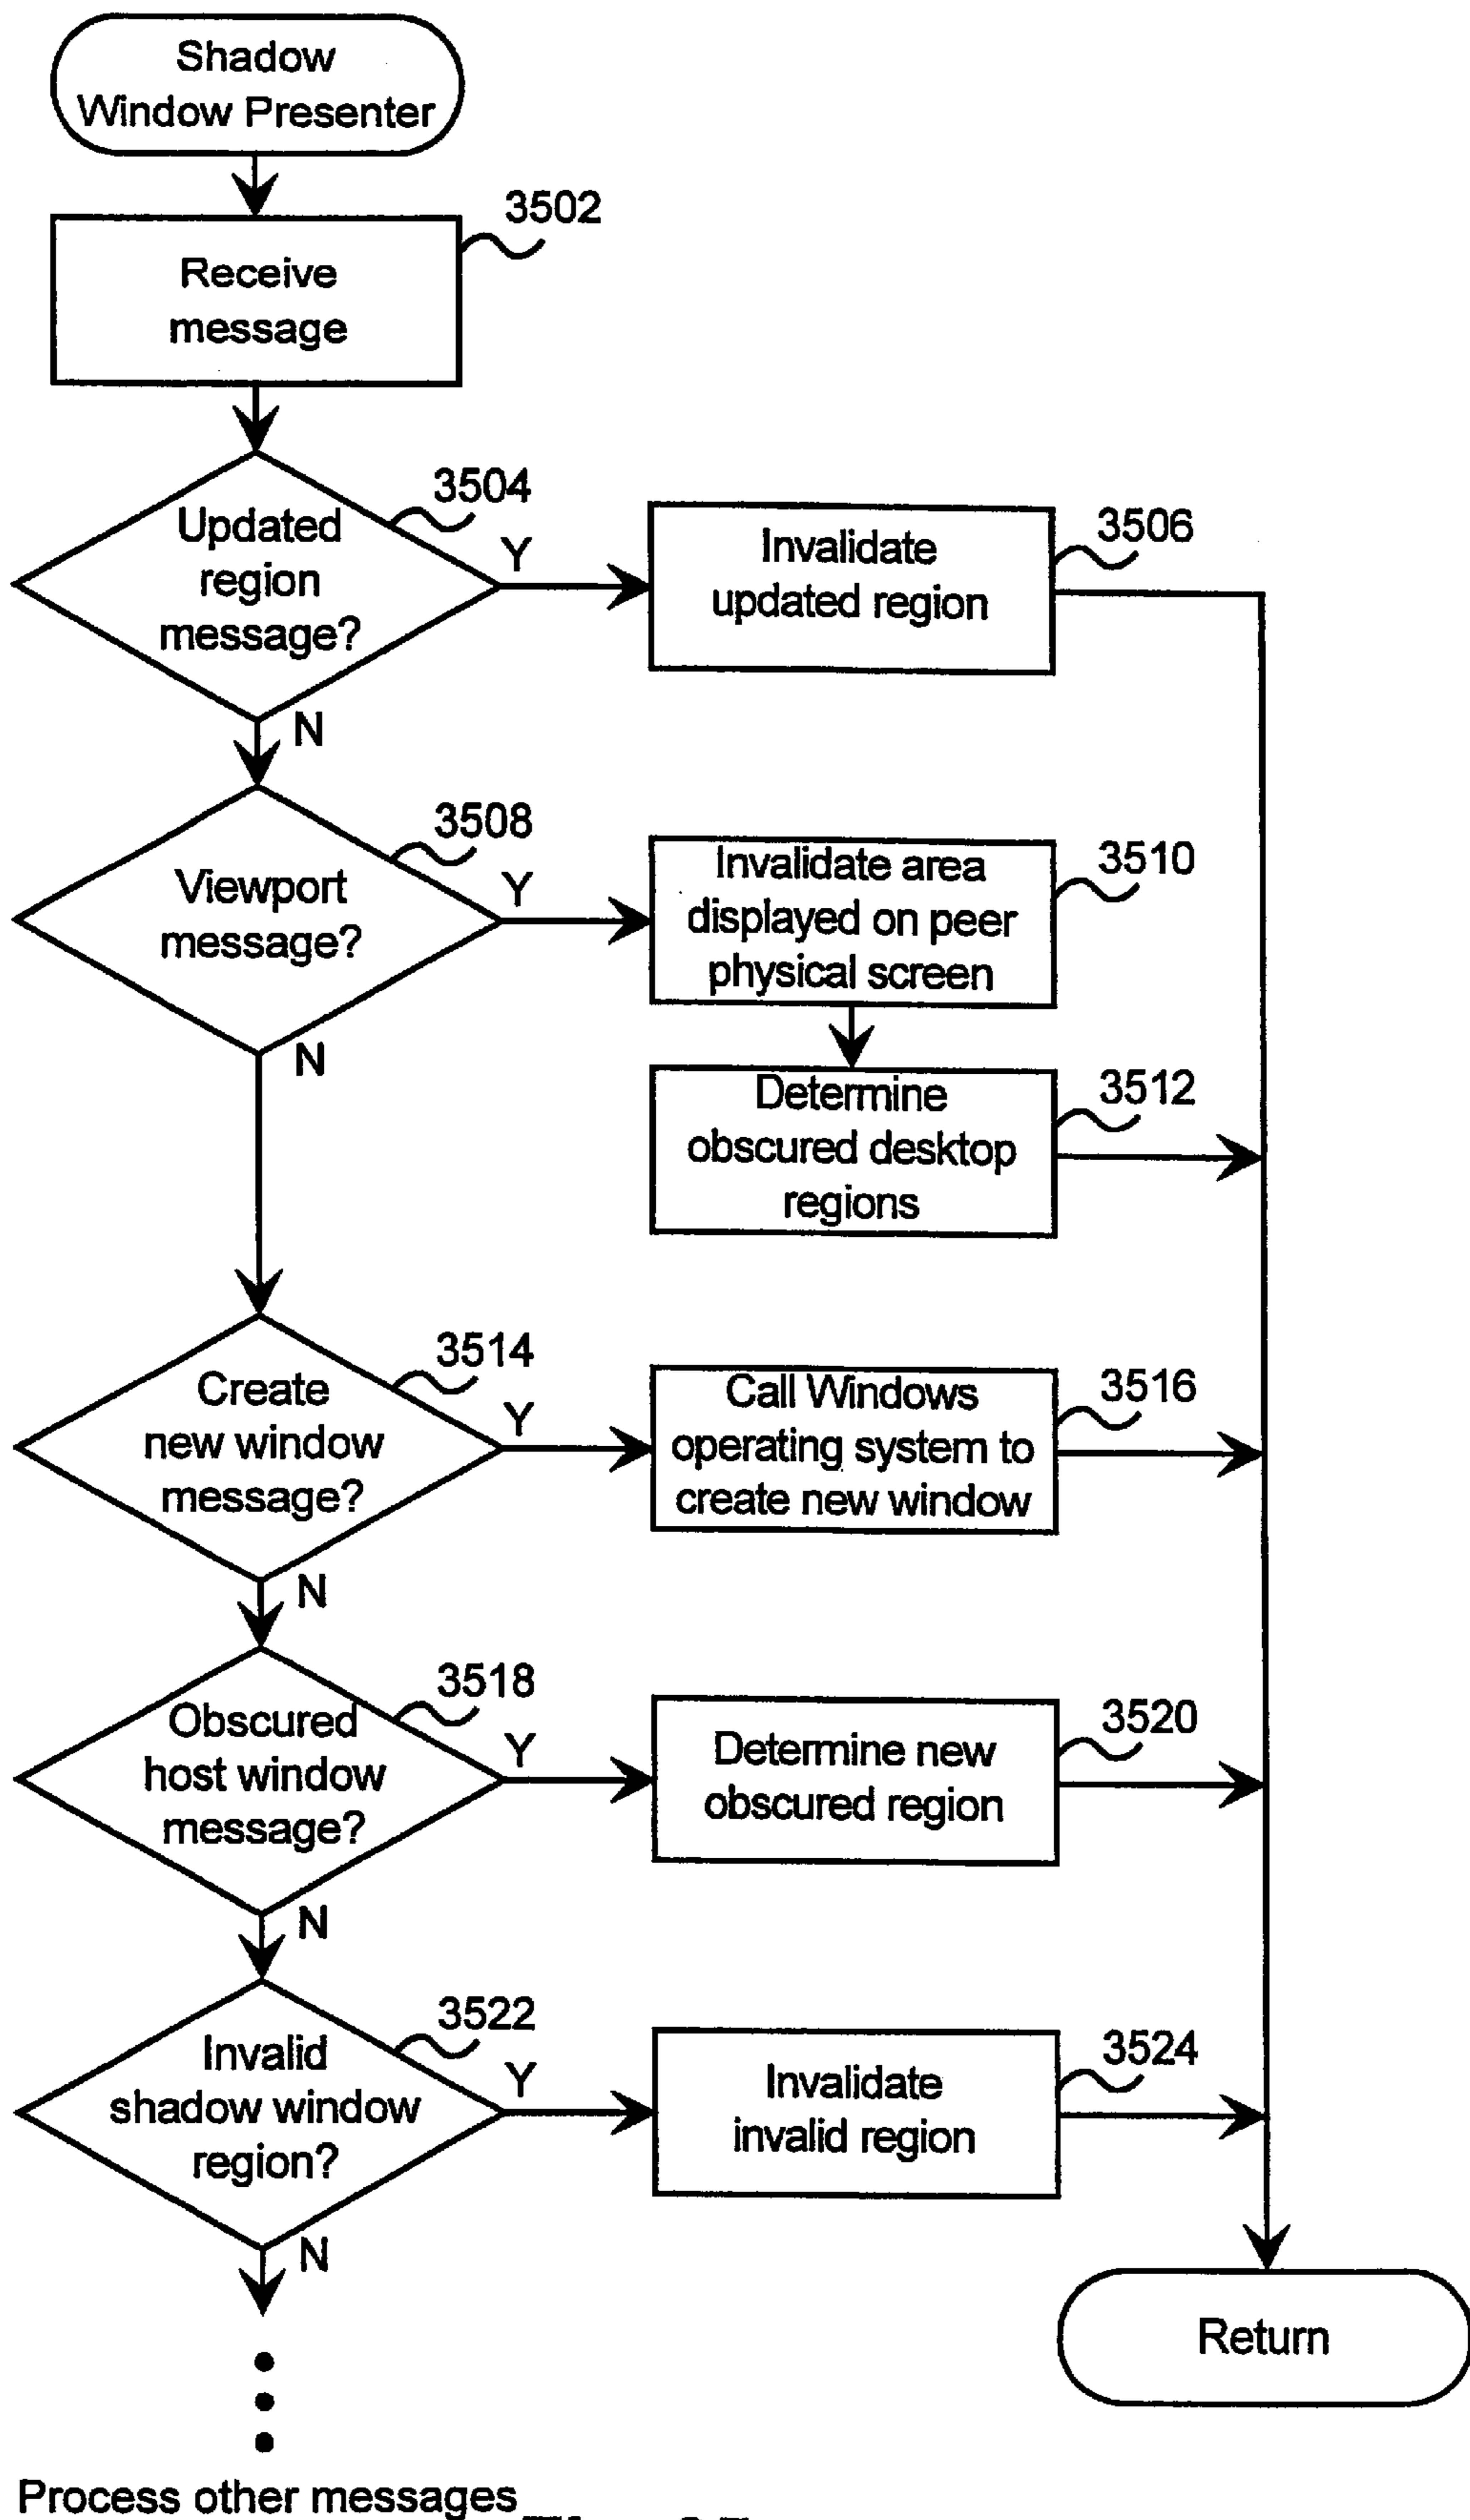 Shadow
Window Presenter
3502
Receive
message
3504
Updated
region
message?
Y
N
Invalidate
updated region
3506
3508
Viewport
message?
Y
N
Invalidate area
displayed on peer
physical screen
3510
Determine
obscured desktop
regions
3512
3514
Create
new window
message?
Y
N
Call Windows
operating system to
create new window
3516
3518
Obscured
host window
message?
Y
N
Determine new
obscured region
3520
3522
Invalid
shadow window
region?
Y
N
Invalidate
invalid region
3524
Return
Process other messages